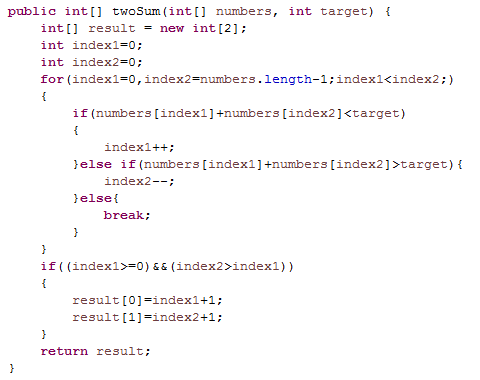 public int[] twoSum(int[] numbers, int target) {
    int[] result = new int[2];
    int index1=0;
    int index2=0;
    for(index1=0,index2=numbers.length-1;index1<index2;)
    {
        if(numbers[index1]+numbers[index2]<target)
        {
            index1++;
        }else if(numbers[index1]+numbers[index2]>target){
            index2--;
        }else{
            break;
        }
    }
    if((index1>=0)&&(index2>index1))
    {
        result[0]=index1+1;
        result[1]=index2+1;
    }
    return result;
}